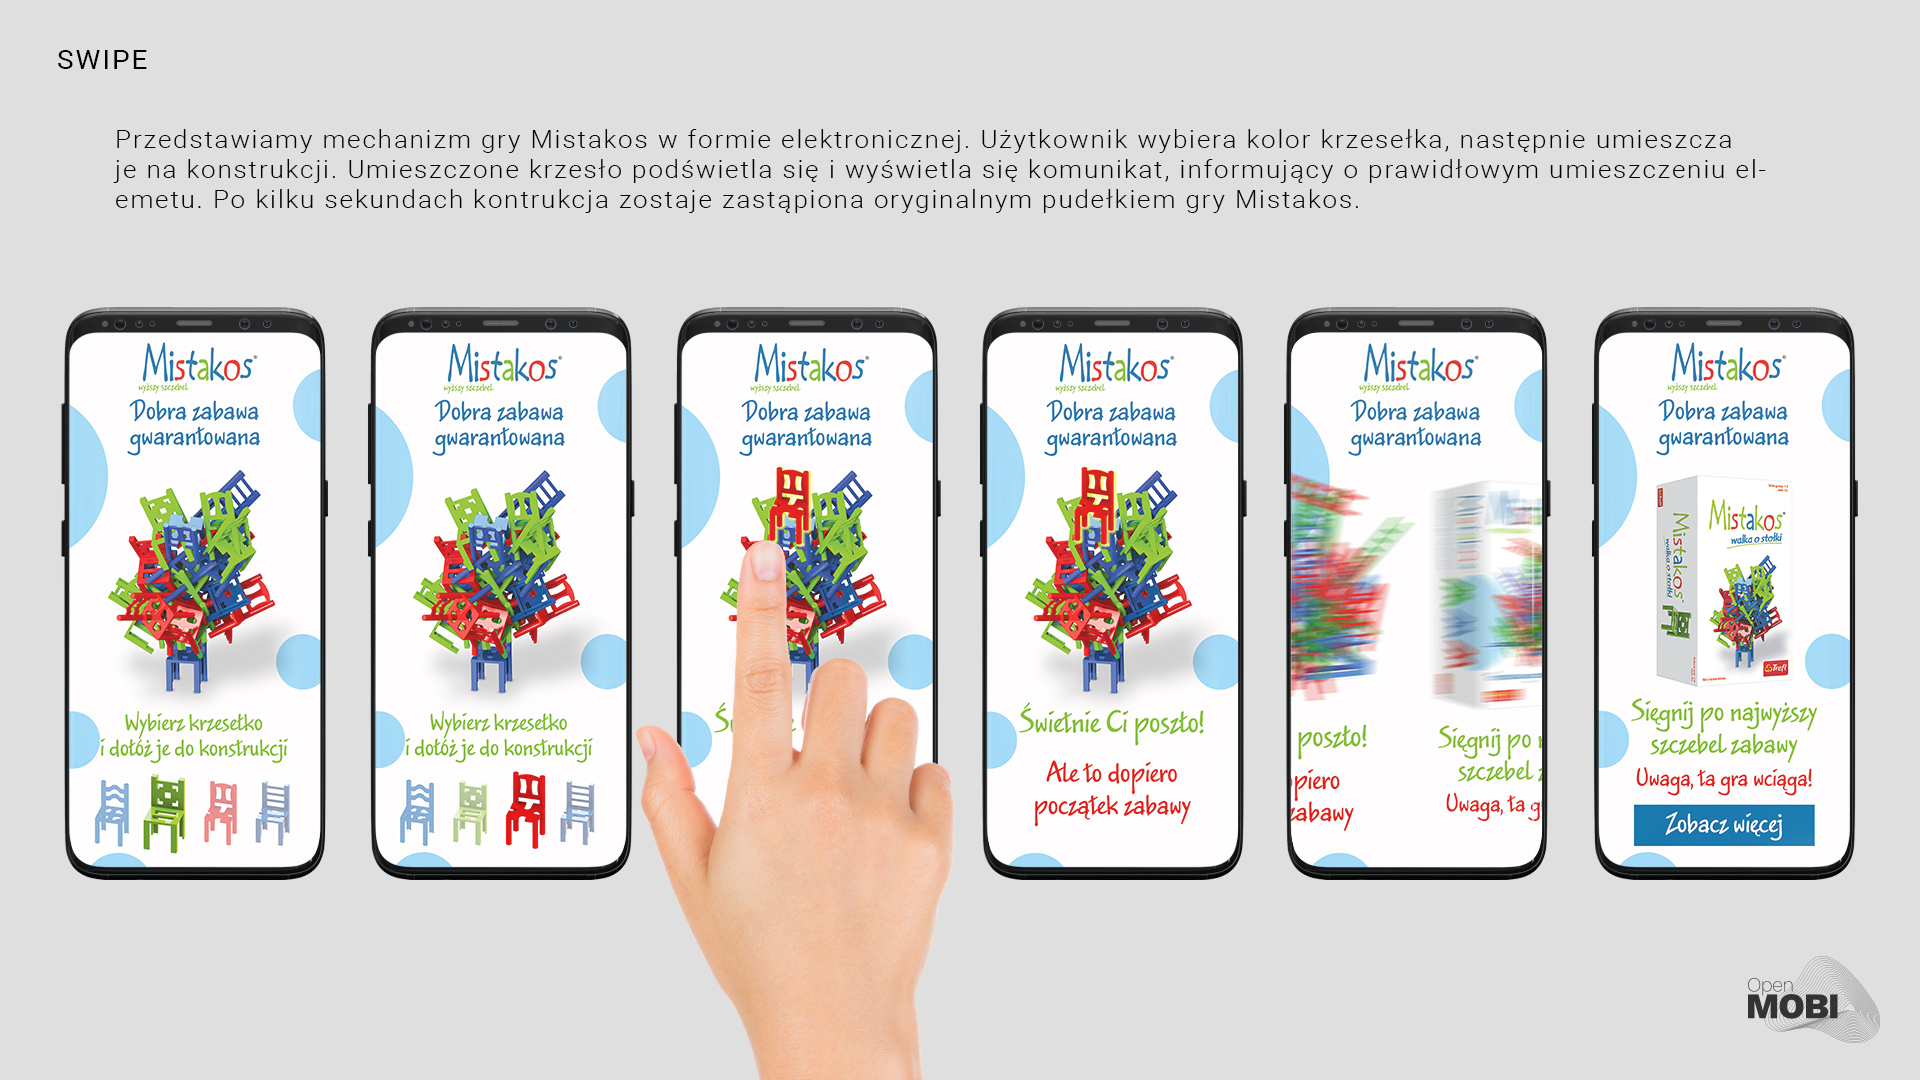 SWIPE
Przedstawiamy mechanizm gry Mistakos w formie elektronicznej. Użytkownik wybiera kolor krzesełka, następnie umieszcza
je na konstrukcji. Umieszczone krzesło podświetla się i wyświetla się komunikat, informujący o prawidłowym umieszczeniu el-
emetu. Po kilku sekundach kontrukcja zostaje zastąpiona oryginalnym pudełkiem gry Mistakos.
Mistakos
wyższy szczebel
Dobra zabawa
gwarantowana
Wybierz krzesełko
i dołóż je do konstrukcji
Mistakos
wyższy szczebel
Dobra zabawa
gwarantowana
Wybierz krzesełko
i dołóż je do konstrukcji
Mistakos
wyższy szczebel
Dobra zabawa
gwarantowana
Mistakos
wyższy szczebel
Dobra zabawa
gwarantowana
Świetnie Ci poszło!
Ale to dopiero
początek zabawy
Mistakos
wyższy szczebel
Dobra zabawa
gwarantowana
poszło!
piero
zabawy
Sięgnij po
szczebel
Uwaga, ta g
Mistakos
wyższy szczebel
Dobra zabawa
gwarantowana
Mistakos
walka o stołki
Mistakos
walka o stołki
Trefl
Sięgnij po najwyższy
szczebel zabawy
Uwaga, ta gra wciąga!
Zobacz więcej
Open
MOBI